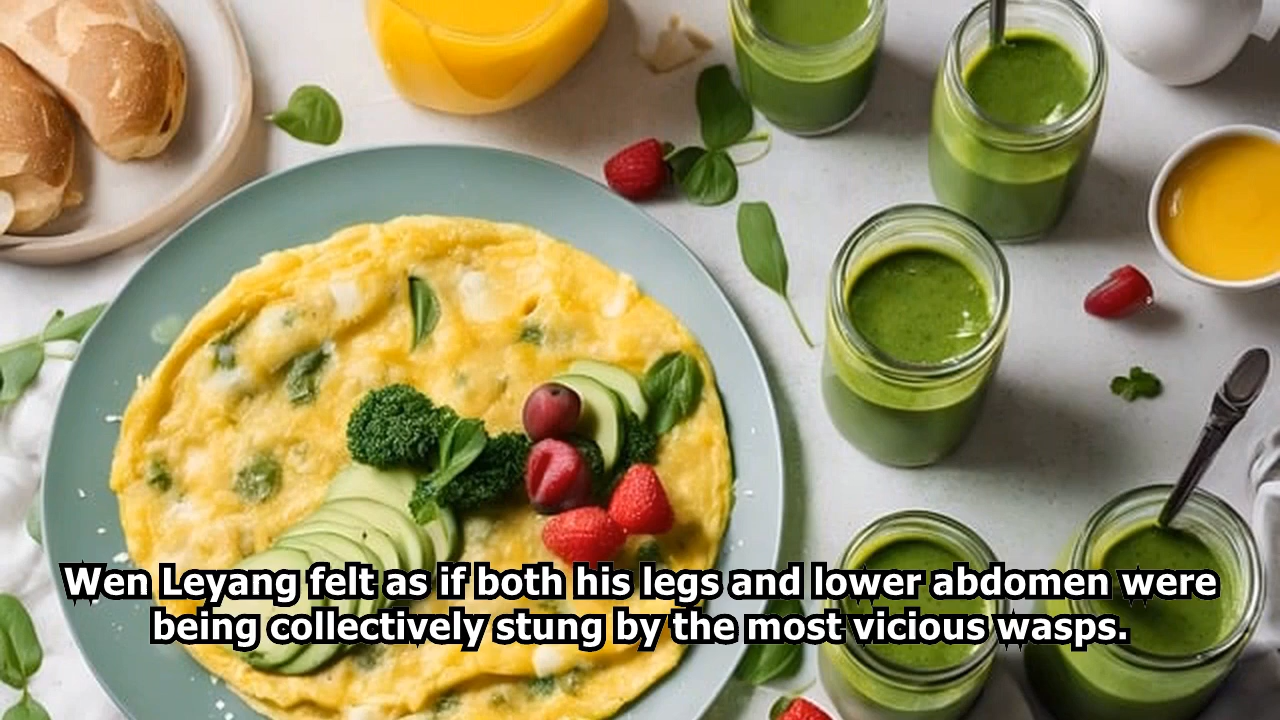 Wen Leyang felt as if both his legs and lower abdomen were
being collectively stung by the most vicious wasps.